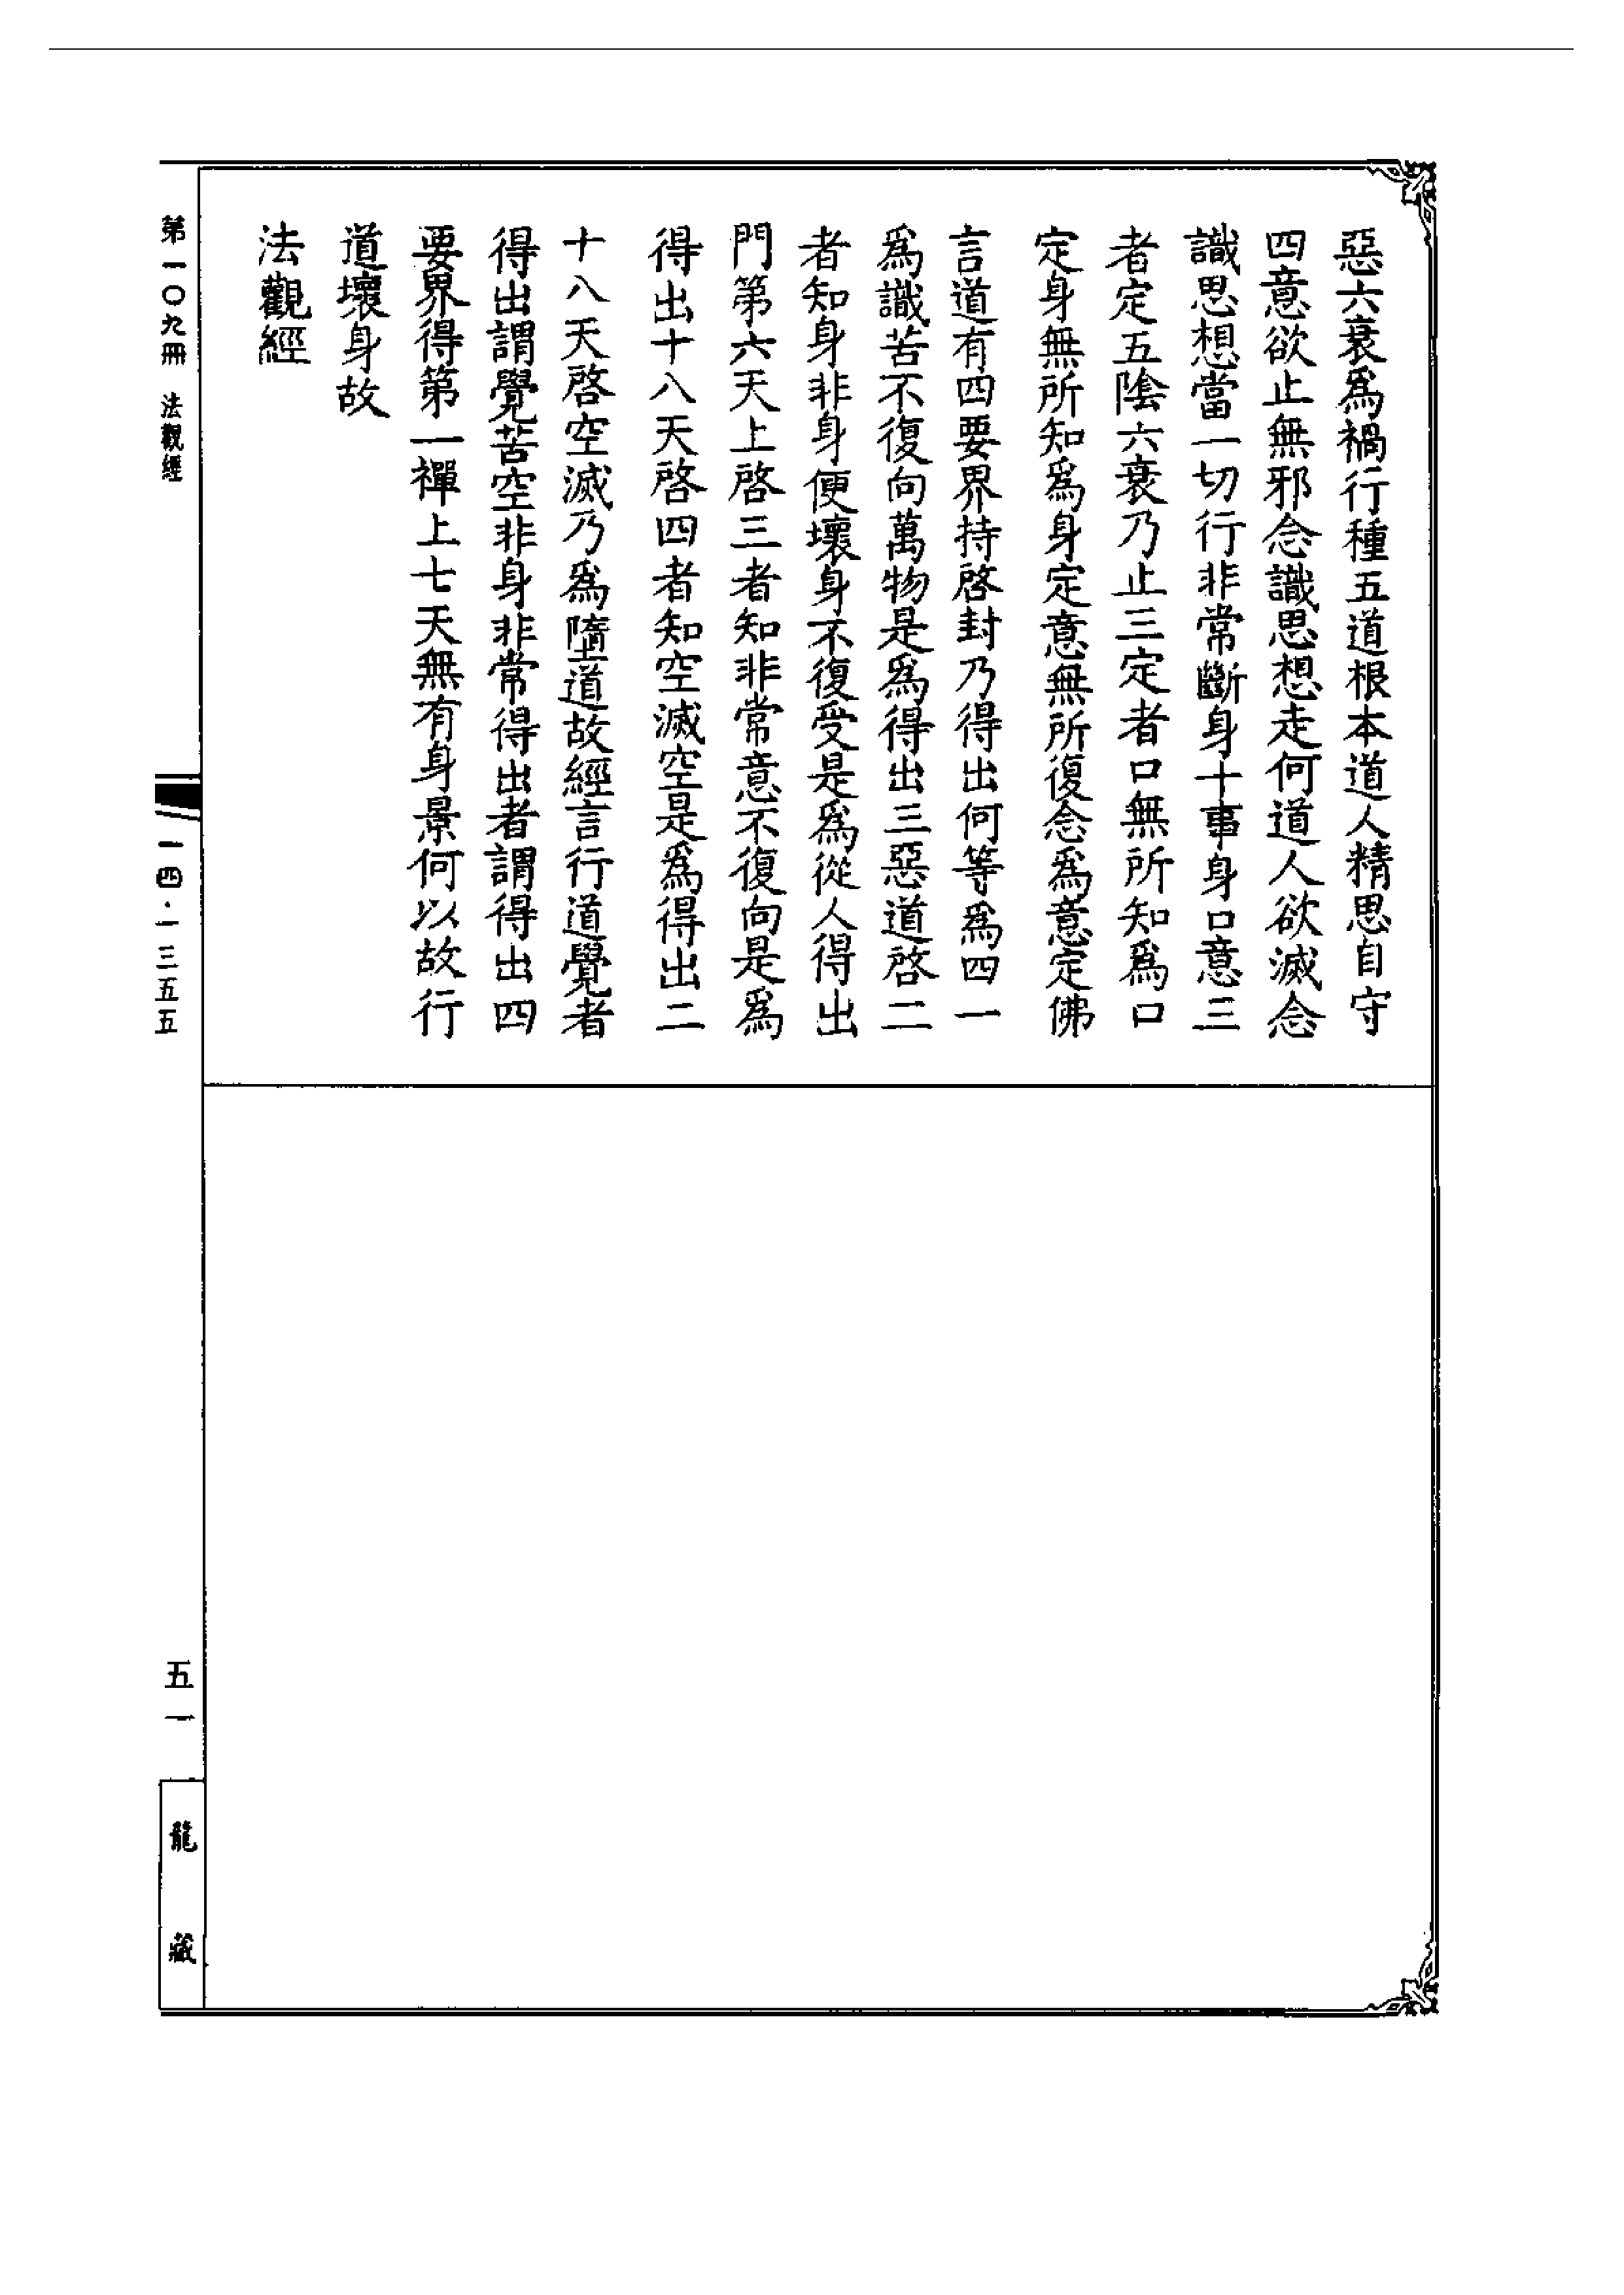 惡六衰爲禍行種五道根本道人精思自守
四意欲止無邪念識思想走何道人欲滅念
識思想當一切行非常斷身十事身口意三
者定五陰六衰乃止三定者口無所知爲口
定身無所知爲身定意無所復念爲意定佛
言道有四要界持啓封乃得出何等爲四一
爲識苦不復向萬物是爲得出三惡道啓二
者知身非身便壞身不復受是爲從人得出
門第六天上啓三者知非常意不復向是爲
得出十八天啓四者知空滅空是爲得出二
十八天啓空滅乃爲墮道故經言行道覺者
得出謂覺苦空非身非常得出者謂得出四
要界得第一禪上七天無有身景何以故行
道壞身故
法觀經
第一〇九冊 法觀經
一四·一三五五
五一
龍藏